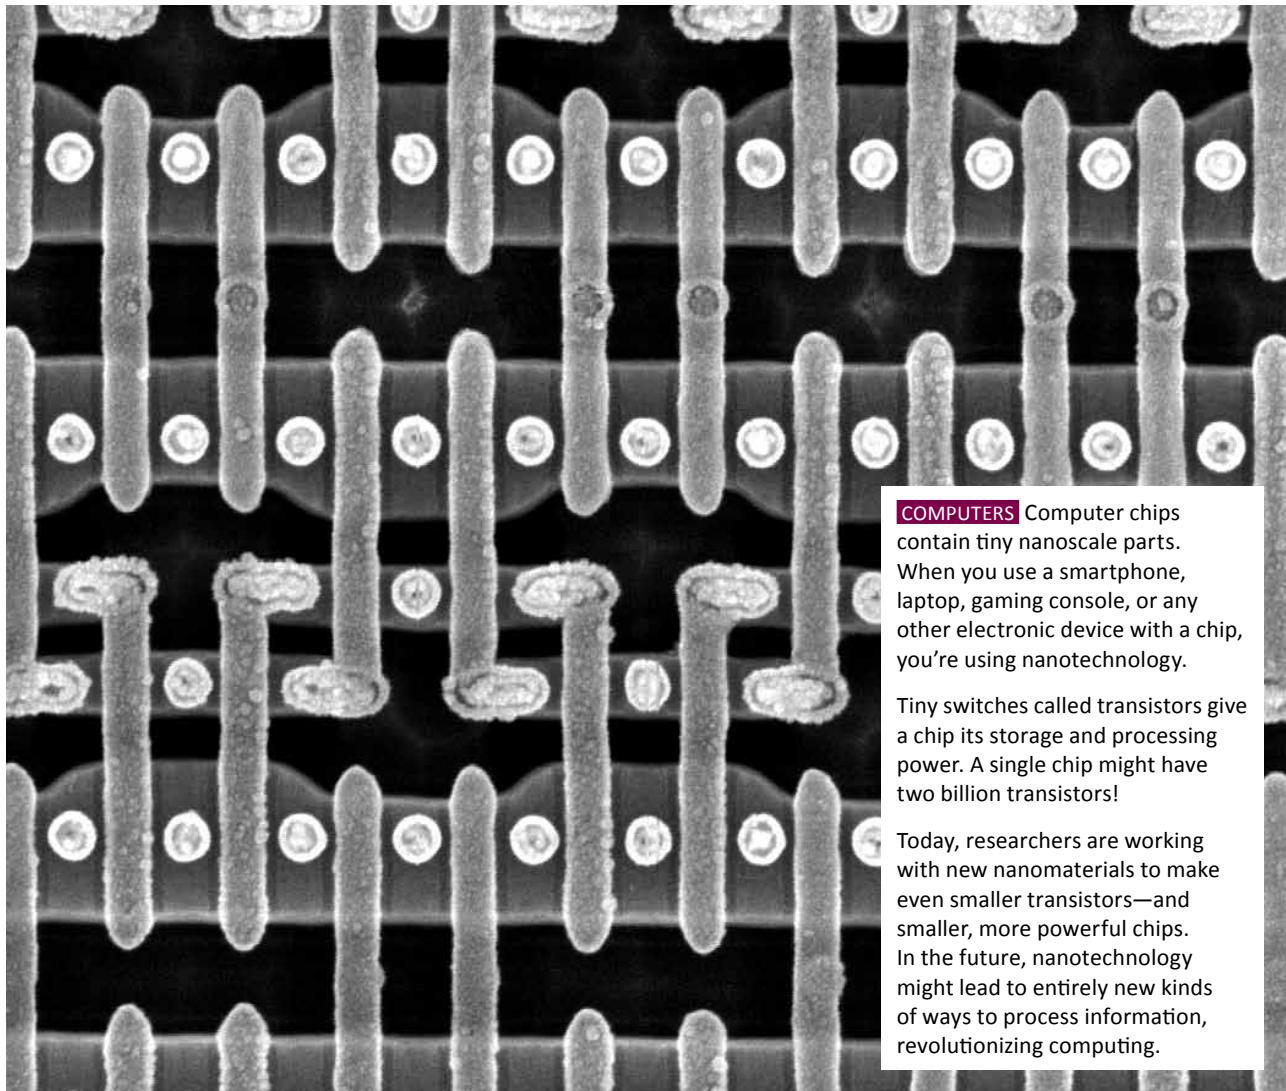 COMPUTERS Computer chips
contain tiny nanoscale parts.
When you use a smartphone,
laptop, gaming console, or any
other electronic device with a chip,
you're using nanotechnology.
Tiny switches called transistors give
a chip its storage and processing
power. A single chip might have
two billion transistors!
Today, researchers are working
with new nanomaterials to make
even smaller transistors—and
smaller, more powerful chips.
In the future, nanotechnology
might lead to entirely new kinds
of ways to process information,
revolutionizing computing.